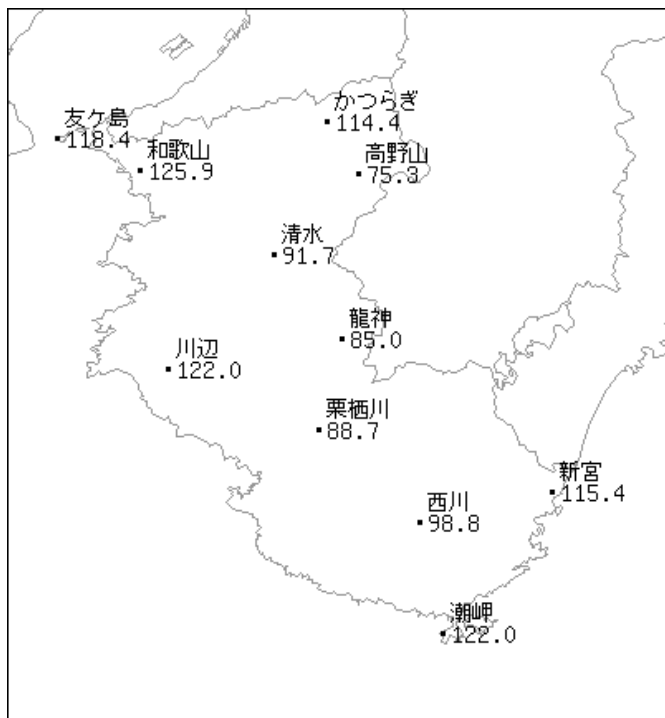 かつらぎ
114.4
友ケ島
118.4
和歌山
125.9
高野山
75.3
清水
91.7
龍神
85.0
川辺
122.0
栗栖川
88.7
新宮
115.4
西川
98.8
潮岬
122.0